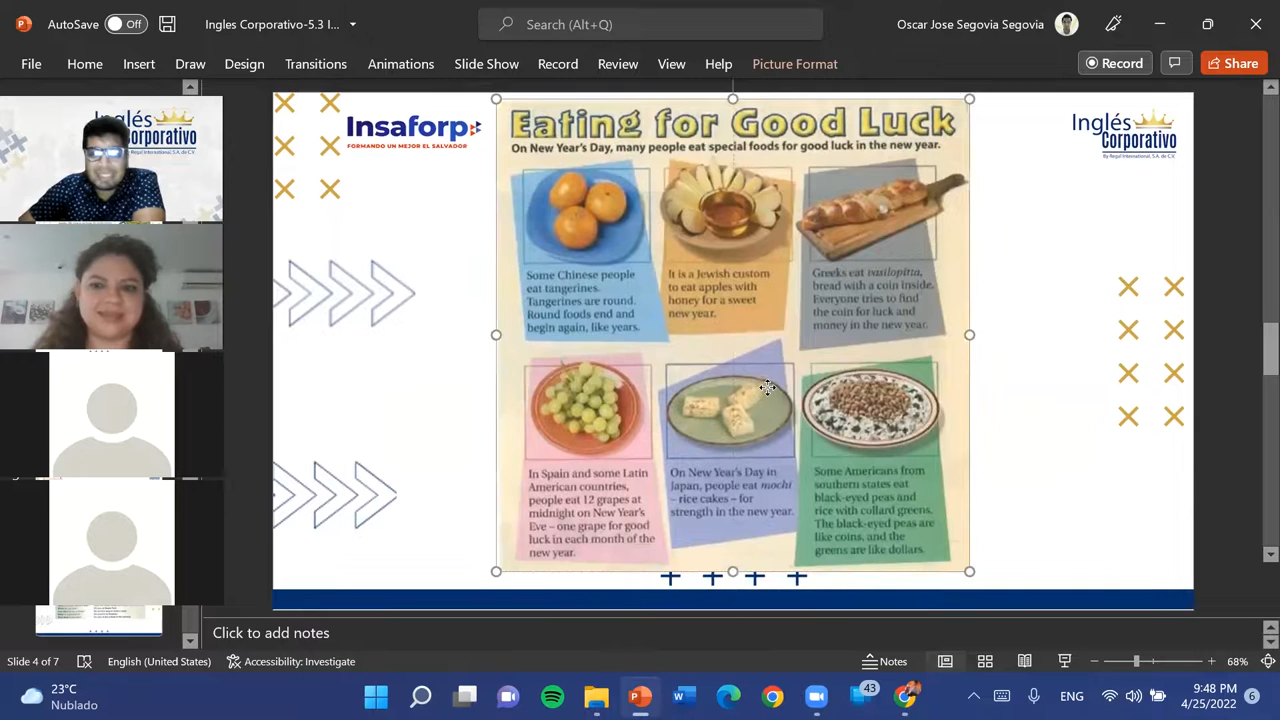 AutoSave Off Ingles Corporativo-5.3 I... Search (Alt+Q) Oscar Jose Segovia Segovia
File Home Insert Draw Design Transitions Animations Slide Show Record Review View Help Picture Format Record Share
Inglés
Corporativo
Insaforp
FORMANDO UN MEJOR EL SALVADOR
Eating for Good Luck
On New Year's Day, many people eat special foods for good luck in the new year.
Inglés
Corporativo
By Regal International, S.A. de C.V.
Some Chinese people
eat tangerines.
Tangerines are round.
Round foods end and
begin again, like years.
It is a Jewish custom
to eat apples with
honey for a sweet
new year.
Greeks eat vasilopitta,
bread with a coin inside.
Everyone tries to find
the coin for luck and
money in the new year.
In Spain and some Latin
American countries,
people eat 12 grapes at
midnight on New Year's
Eve – one grape for good
luck in each month of the
new year.
On New Year's Day in
Japan, people eat mochi
– rice cakes – for
strength in the new year.
Some Americans from
southern states eat
black-eyed peas and
rice with collard greens.
The black-eyed peas are
like coins, and the
greens are like dollars.
Click to add notes
Slide 4 of 7 English (United States) Accessibility: Investigate Notes 68%
23°C
Nublado
43
ENG
9:48 PM
4/25/2022
6